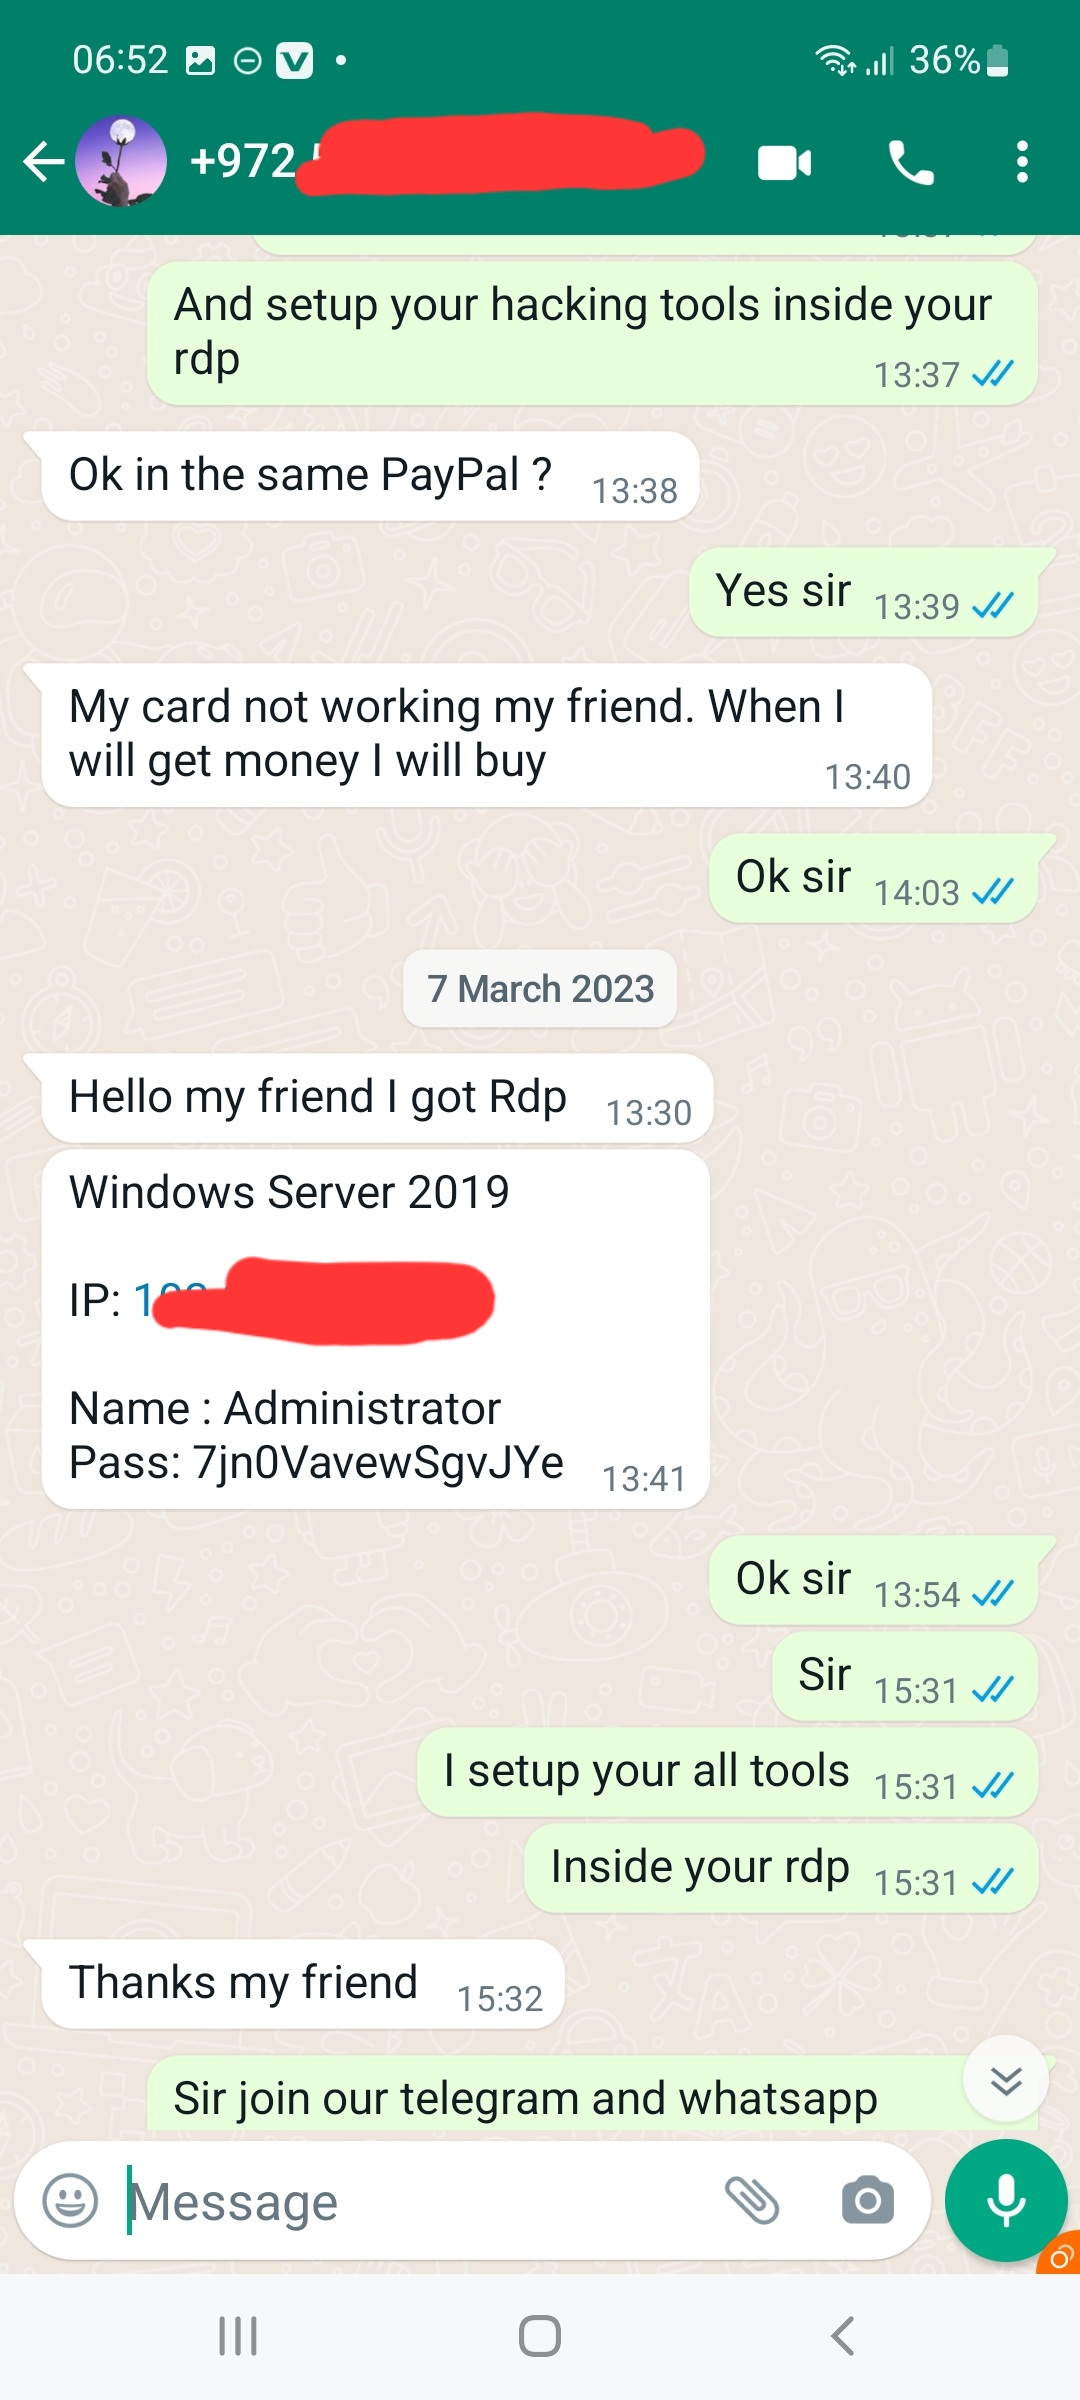 06:52
36%
+972
And setup your hacking tools inside your
rdp
13:37
Ok in the same PayPal ?
13:38
Yes sir
13:39
My card not working my friend. When I
will get money I will buy
13:40
Ok sir
14:03
7 March 2023
Hello my friend I got Rdp
13:30
Windows Server 2019
IP:
Name : Administrator
Pass: 7jn0VavewSgvJYe
13:41
Ok sir
13:54
Sir
15:31
I setup your all tools
15:31
Inside your rdp
15:31
Thanks my friend
15:32
Sir join our telegram and whatsapp
Message